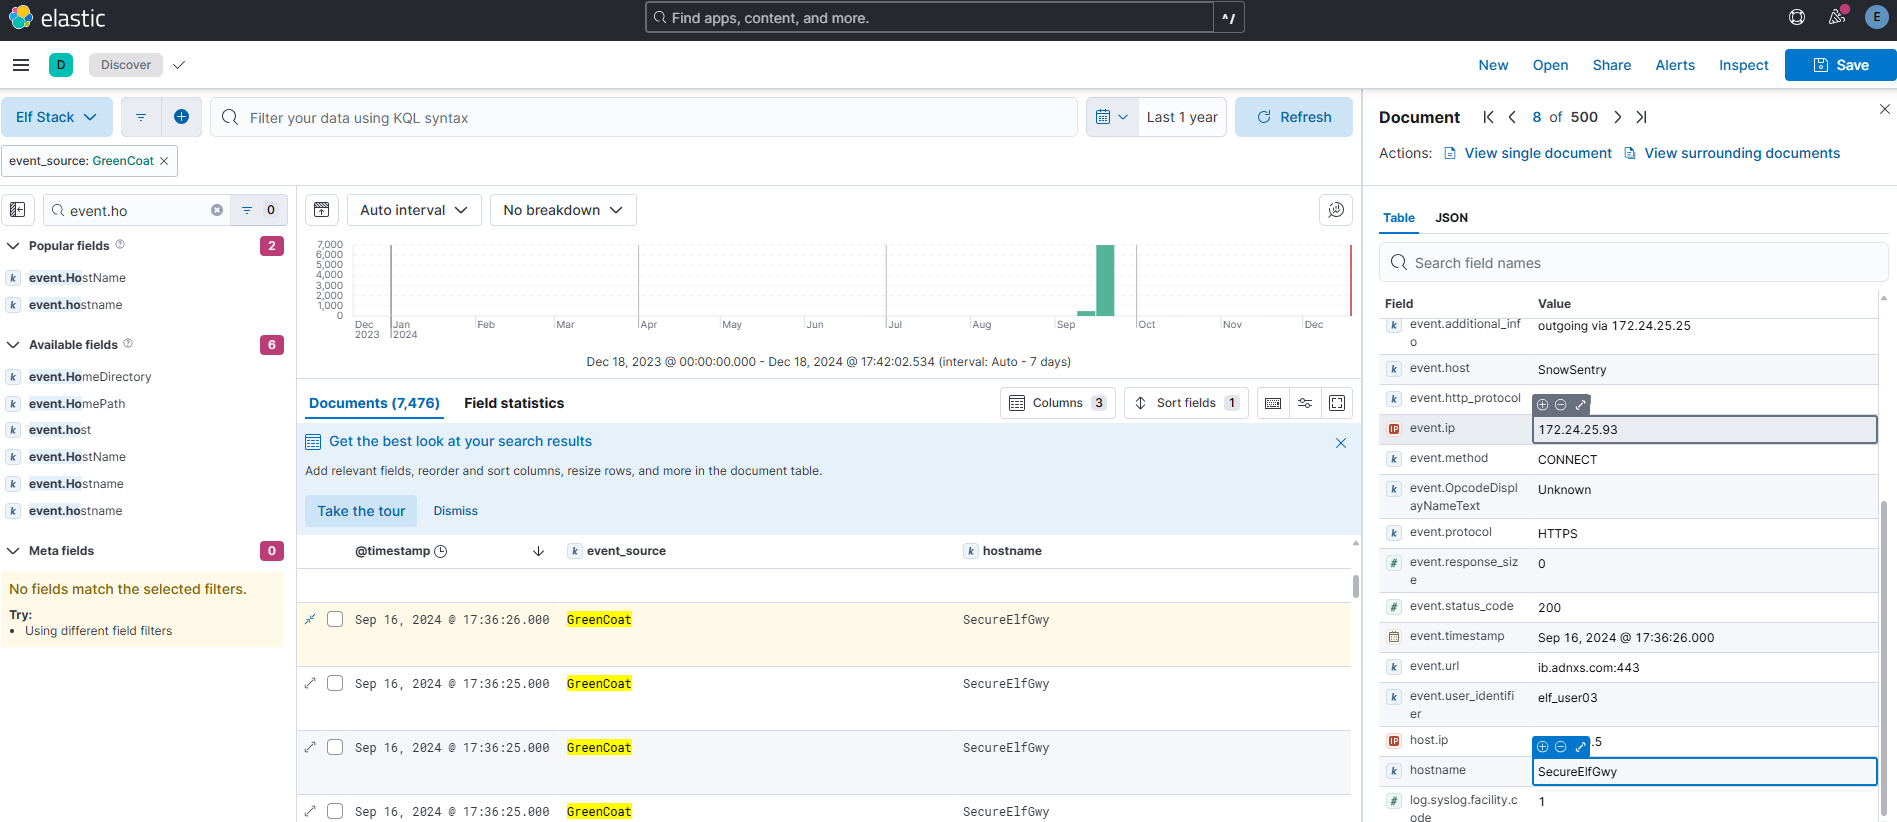 elastic
Find apps, content, and more.
^/
E
D
Discover
New
Open
Share
Alerts
Inspect
Save
Elf Stack
Filter your data using KQL syntax
Last 1 year
Refresh
event_source: GreenCoat
event.ho
0
Popular fields
2
k event.HostName
k event.hostname
Available fields
6
k event.HomeDirectory
k event.HomePath
k event.host
k event.HostName
k event.Hostname
k event.hostname
Meta fields
0
No fields match the selected filters.
Try:
• Using different field filters
Auto interval
No breakdown
7,000
6,000
5,000
4,000
3,000
2,000
1,000
0
Dec
2023
Jan
2024
Feb
Mar
Apr
May
Jun
Jul
Aug
Sep
Oct
Nov
Dec
Dec 18, 2023 @ 00:00:00.000 - Dec 18, 2024 @ 17:42:02.534 (interval: Auto - 7 days)
Documents (7,476)
Field statistics
Columns 3
Sort fields 1
Get the best look at your search results
Add relevant fields, reorder and sort columns, resize rows, and more in the document table.
Take the tour
Dismiss
@timestamp
k event_source
k hostname
Sep 16, 2024 @ 17:36:26.000 GreenCoat SecureElfGwy
Sep 16, 2024 @ 17:36:25.000 GreenCoat SecureElfGwy
Sep 16, 2024 @ 17:36:25.000 GreenCoat SecureElfGwy
Sep 16, 2024 @ 17:36:25.000 GreenCoat SecureElfGwy
Document
8 of 500
Actions:
View single document
View surrounding documents
Table
JSON
Search field names
Field
Value
k event.additional_inf
o
outgoing via 172.24.25.25
k event.host
SnowSentry
k event.http_protocol
IP event.ip
172.24.25.93
k event.method
CONNECT
k event.OpcodeDispl
ayNameText
Unknown
k event.protocol
HTTPS
# event.response_siz
e
0
# event.status_code
200
event.timestamp
Sep 16, 2024 @ 17:36:26.000
k event.url
ib.adnxs.com:443
k event.user_identifi
er
elf_user03
IP host.ip
.5
k hostname
SecureElfGwy
# log.syslog.facility.c
ode
1